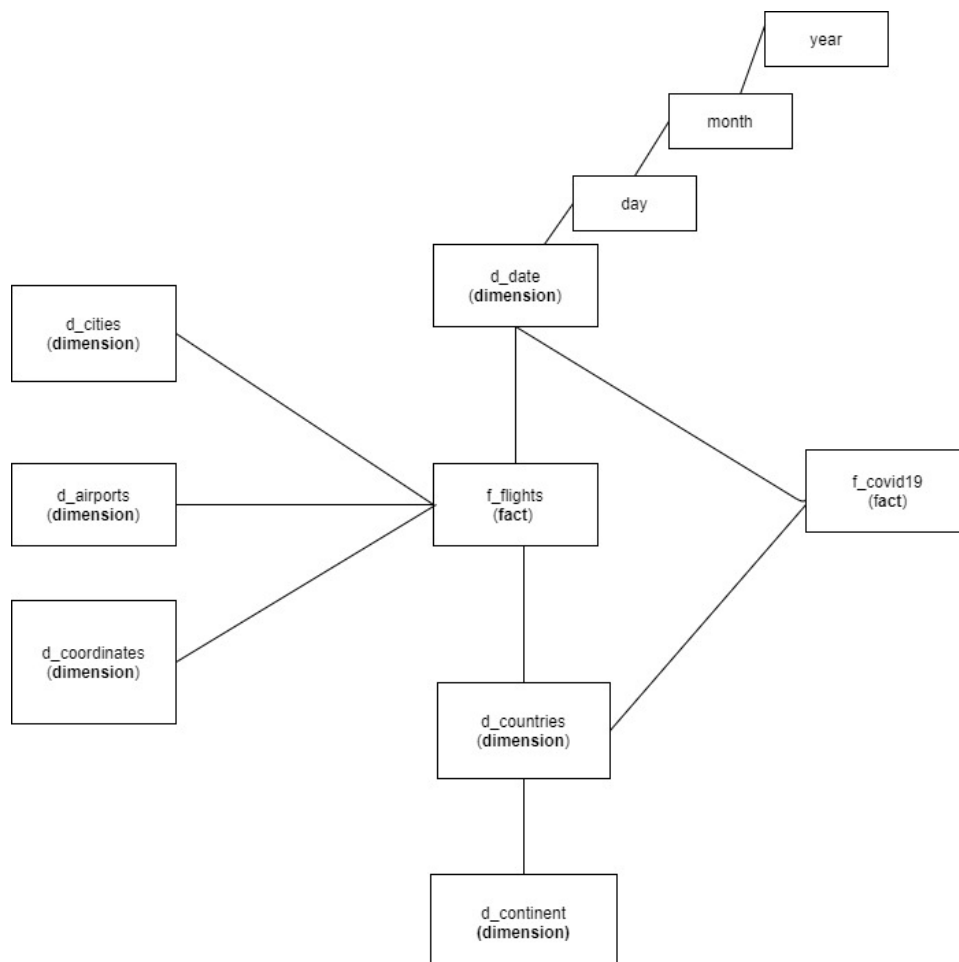 year
month
day
d_date
(dimension)
d_cities
(dimension)
d_airports
(dimension)
f_flights
(fact)
f_covid19
(fact)
d_coordinates
(dimension)
d_countries
(dimension)
d_continent
(dimension)